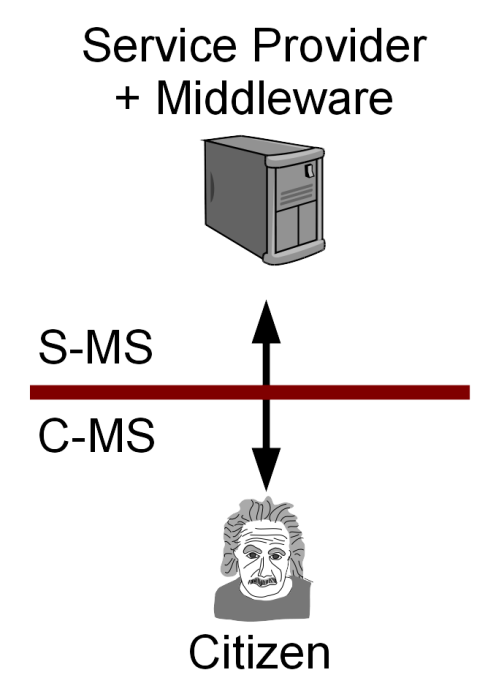 Service Provider
+ Middleware
S-MS
C-MS
Citizen